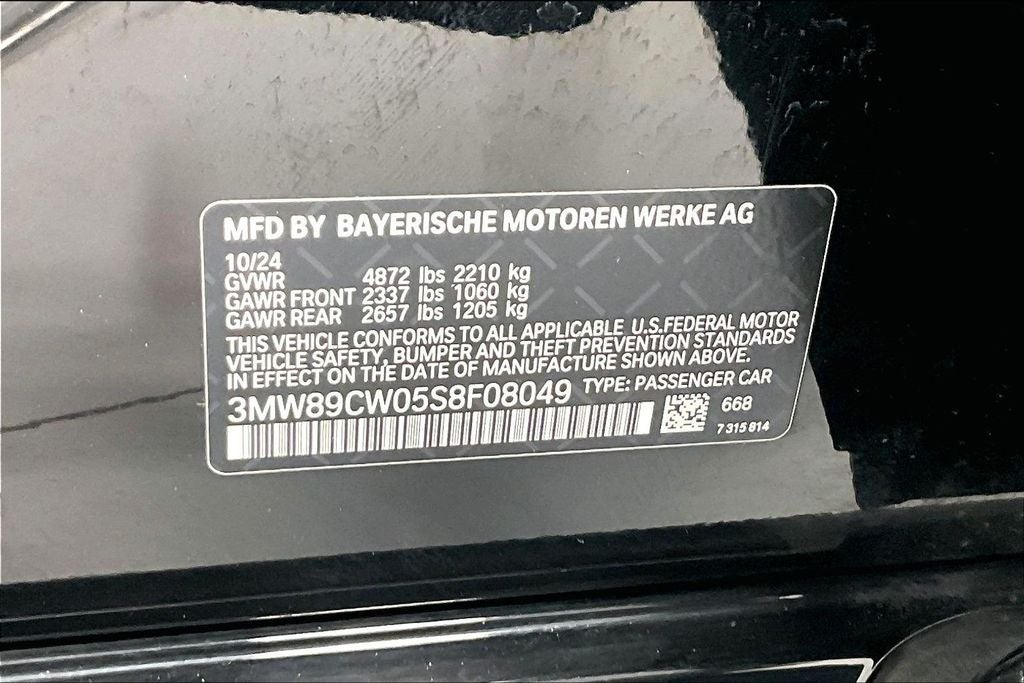 MFD BY BAYERISCHE MOTOREN WERKE AG
10/24
GVWR 4872 lbs 2210 kg
GAWR FRONT 2337 lbs 1060 kg
GAWR REAR 2657 lbs 1205 kg
THIS VEHICLE CONFORMS TO ALL APPLICABLE U.S.FEDERAL MOTOR
VEHICLE SAFETY, BUMPER AND THEFT PREVENTION STANDARDS
IN EFFECT ON THE DATE OF MANUFACTURE SHOWN ABOVE.
3MW89CW05S8F08049 TYPE: PASSENGER CAR
668
7 315 814